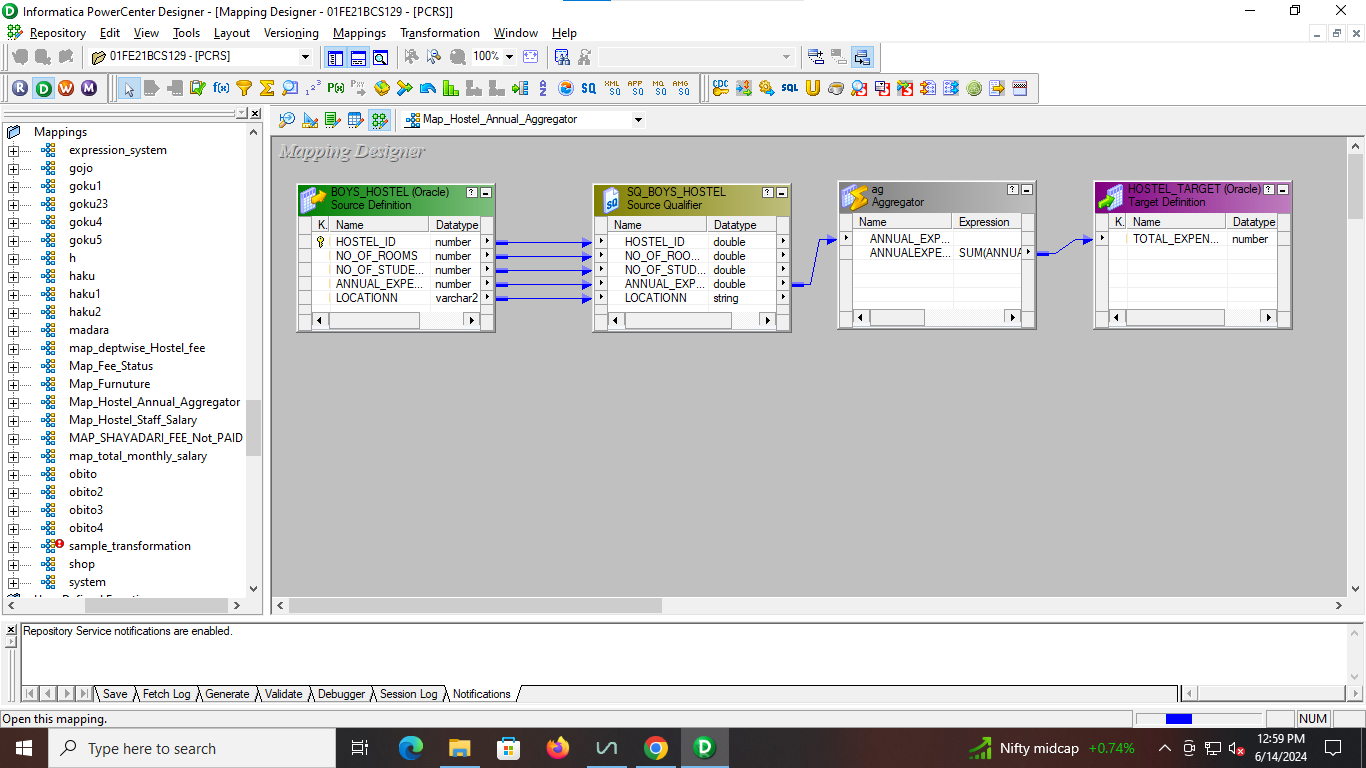 Informatica PowerCenter Designer - [Mapping Designer - 01FE21BCS129 - [PCRS]]
Repository Edit View Tools Layout Versioning Mappings Transformation Window Help
01FE21BCS129 - [PCRS]
100%
R D W M
f(x)
SQL
Map_Hostel_Annual_Aggregator
Mappings
expression_system
gojo
goku1
goku23
goku4
goku5
h
haku
haku1
haku2
madara
map_deptwise_Hostel_fee
Map_Fee_Status
Map_Furnuture
Map_Hostel_Annual_Aggregator
Map_Hostel_Staff_Salary
MAP_SHAYADARI_FEE_Not_PAID
map_total_monthly_salary
obito
obito2
obito3
obito4
sample_transformation
shop
system
Mapping Designer
BOYS_HOSTEL (Oracle)
Source Definition
K. Name Datatype
HOSTEL_ID number
NO_OF_ROOMS number
NO_OF_STUDE... number
ANNUAL_EXPE... number
LOCATIONN varchar2
SQ_BOYS_HOSTEL
Source Qualifier
Name Datatype
HOSTEL_ID double
NO_OF_ROO... double
NO_OF_STUD... double
ANNUAL_EXP... double
LOCATIONN string
ag
Aggregator
Name Expression
ANNUAL_EXP...
ANNUALEXPE... SUM(ANNUA
HOSTEL_TARGET (Oracle)
Target Definition
K. Name Datatype
TOTAL_EXPEN... number
Repository Service notifications are enabled.
Save Fetch Log Generate Validate Debugger Session Log Notifications
Open this mapping.
NUM
Type here to search
Nifty midcap +0.74%
12:59 PM
6/14/2024